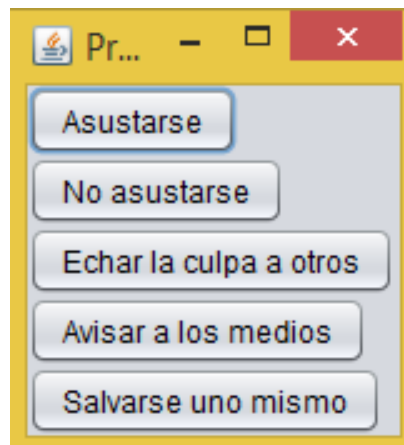 Pr...
Asustarse
No asustarse
Echar la culpa a otros
Avisar a los medios
Salvarse uno mismo